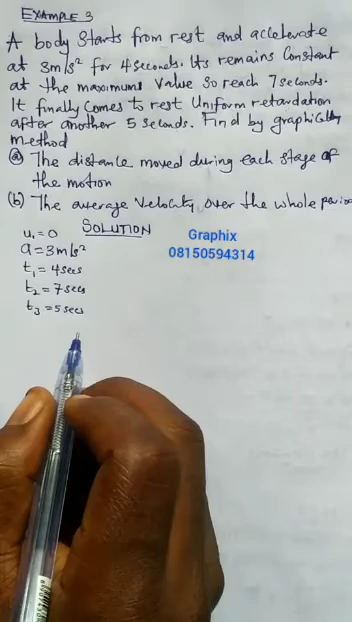 EXAMPLE 3
A body starts from rest and accelerate
at 3m/s² for 4seconds. Its remains Constant
at the maximum value so reach 7seconds.
It finally comes to rest Uniform retardation
after another 5 seconds. Find by graphically
method
(a) The distance moved during each stage of
the motion
(b) The average velocity over the whole period
SOLUTION
u₁ = 0
a = 3m/s²
t₁ = 4secs
t₂ = 7secs
t₃ = 5secs
Graphix
08150594314